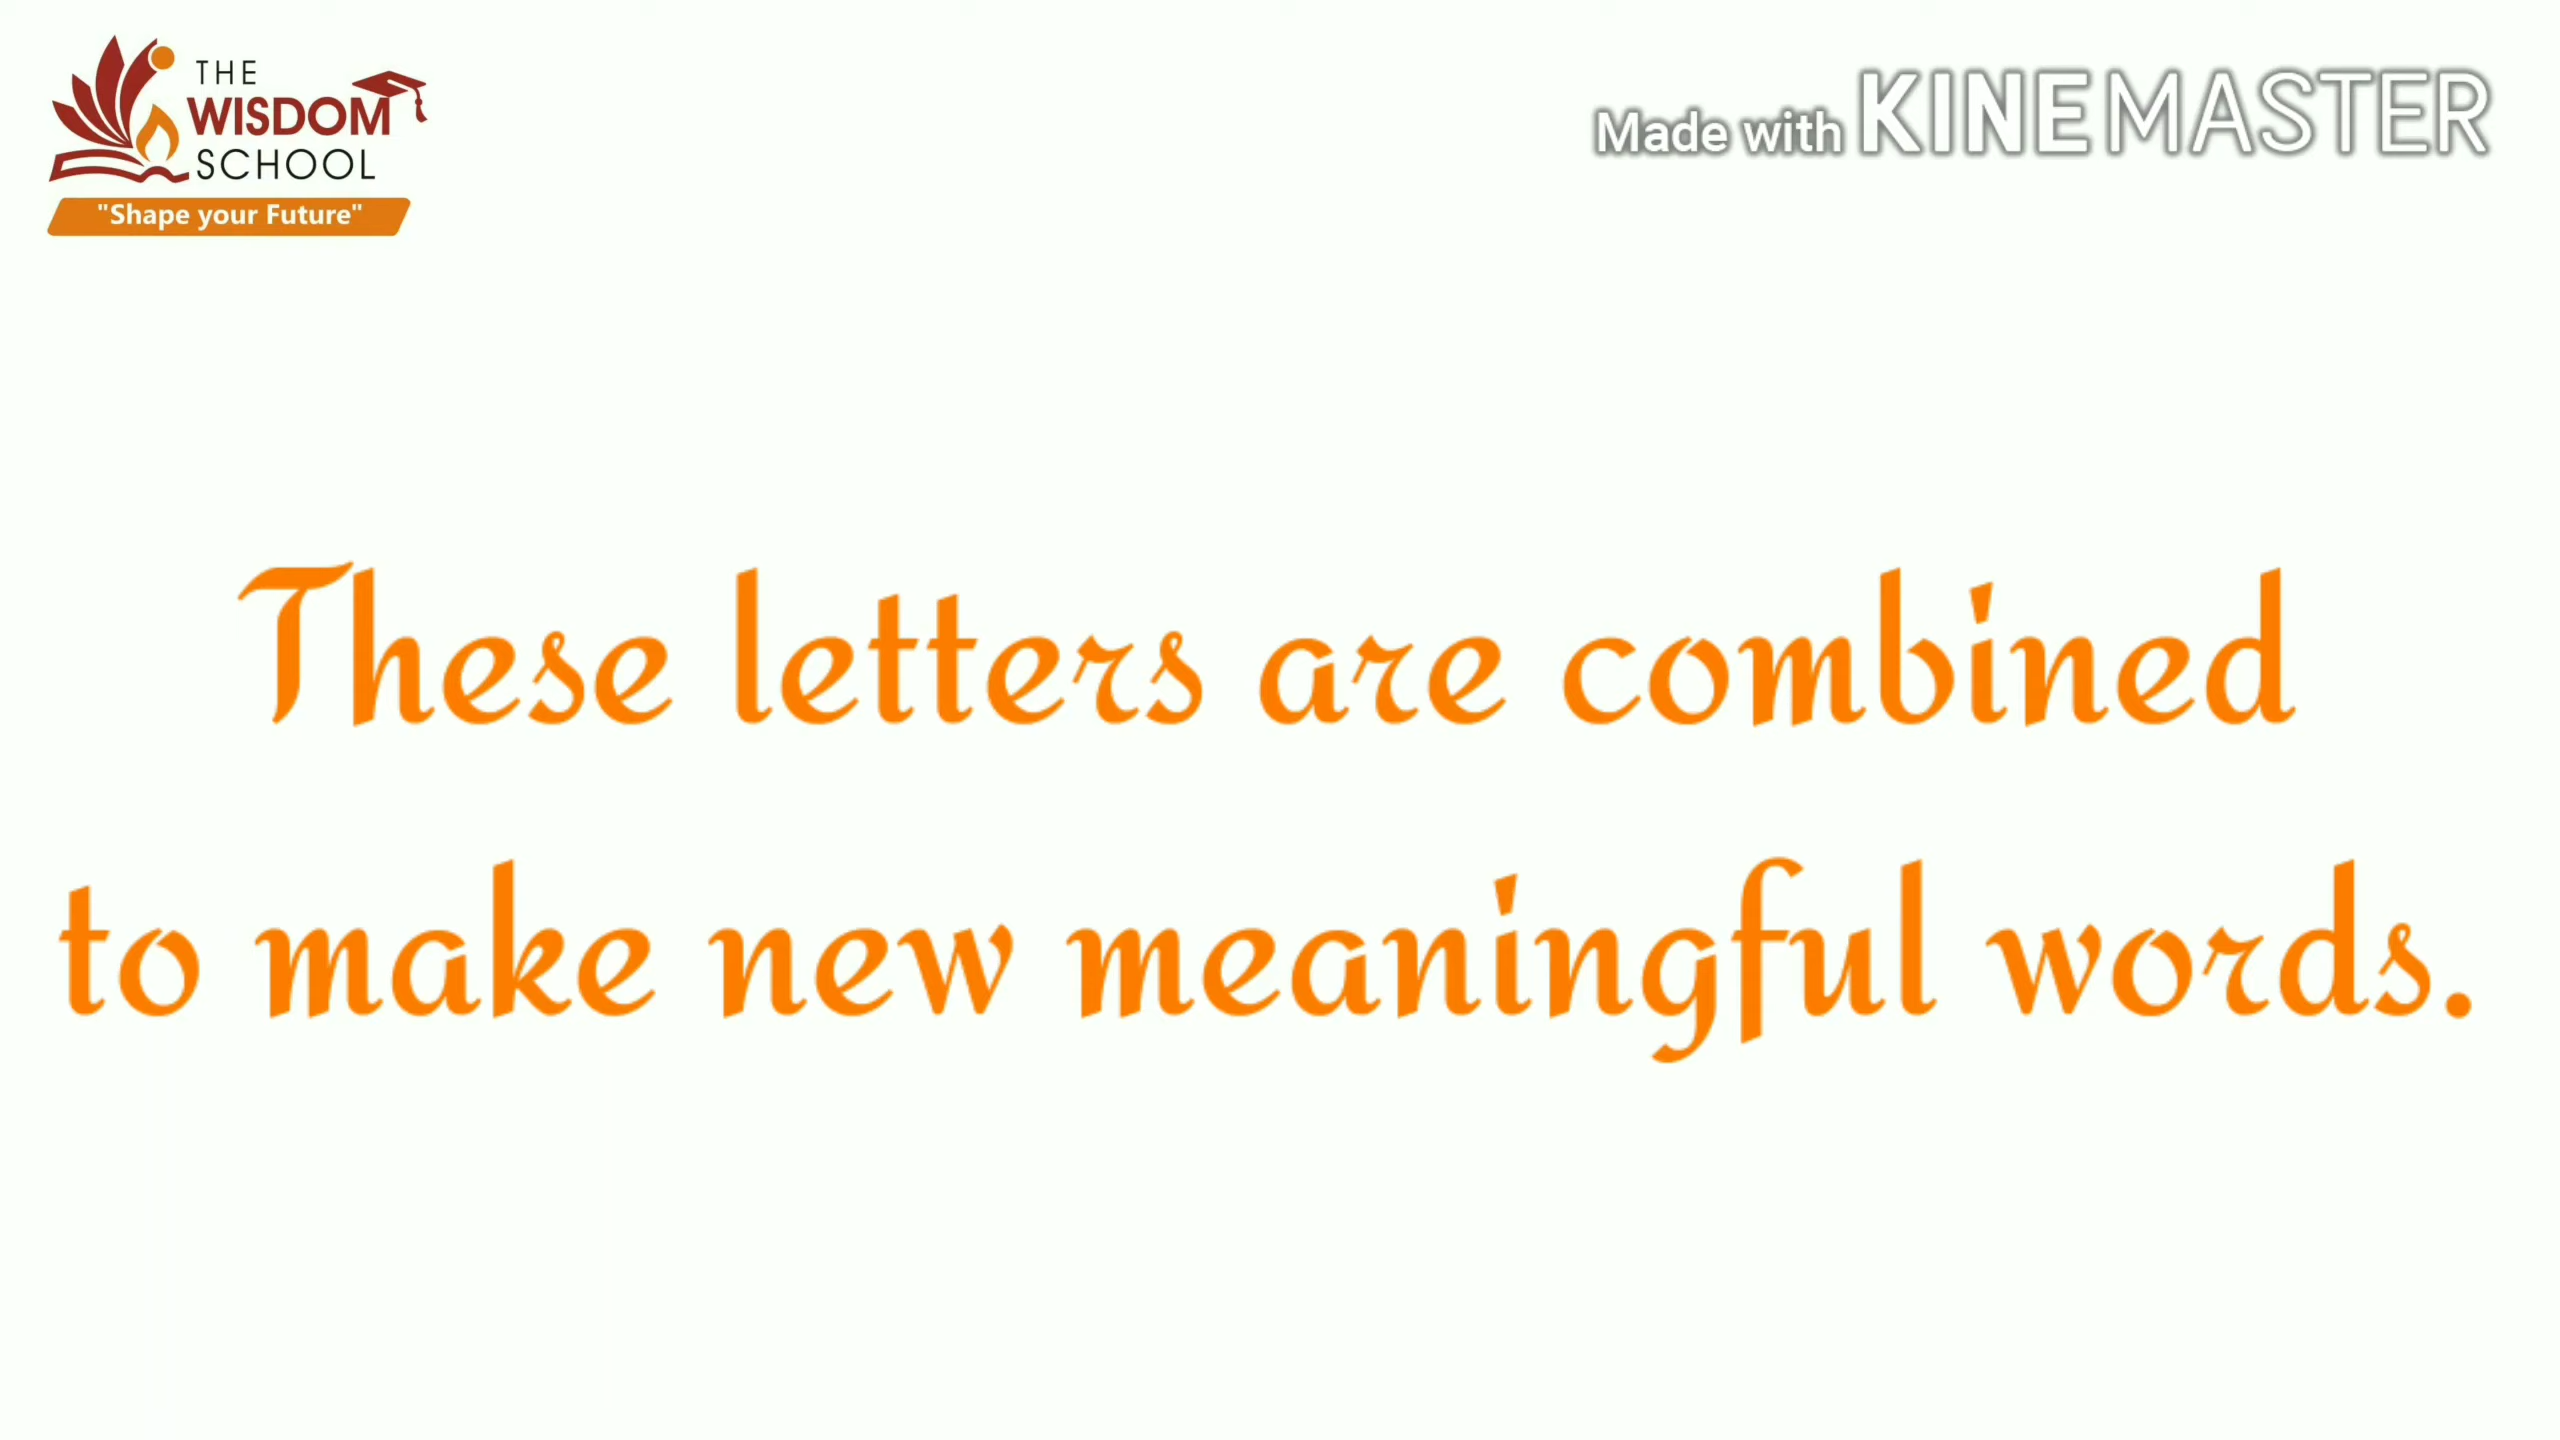 THE
WISDOM
SCHOOL
"Shape your Future"
Made with KINEMASTER
These letters are combined
to make new meaningful words.